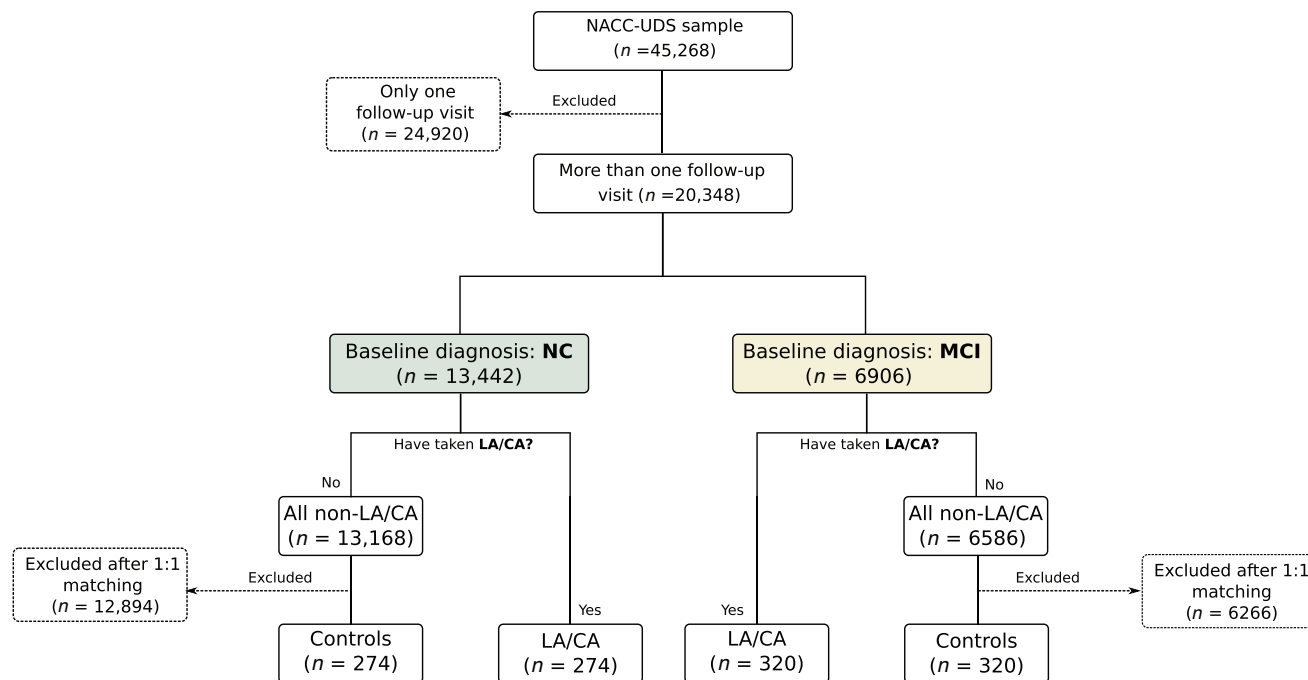 NACC-UDS sample
(n =45,268)
Only one
follow-up visit
(n = 24,920)
Excluded
More than one follow-up
visit (n =20,348)
Baseline diagnosis: NC
(n = 13,442)
Baseline diagnosis: MCI
(n = 6906)
Have taken LA/CA?
Have taken LA/CA?
No
No
All non-LA/CA
(n = 13,168)
All non-LA/CA
(n = 6586)
Excluded after 1:1
matching
(n = 12,894)
Excluded
Excluded
Excluded after 1:1
matching
(n = 6266)
Yes
Yes
Controls
(n = 274)
LA/CA
(n = 274)
LA/CA
(n = 320)
Controls
(n = 320)